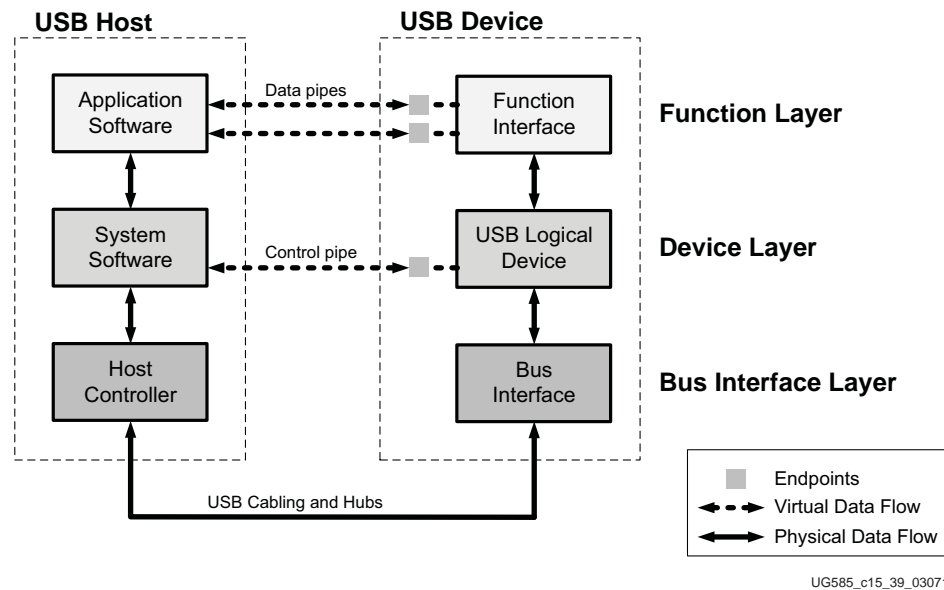 USB Host
USB Device
Application
Software
Data pipes
Function
Interface
Function Layer
System
Software
Control pipe
USB Logical
Device
Device Layer
Host
Controller
Bus
Interface
Bus Interface Layer
USB Cabling and Hubs
Endpoints
Virtual Data Flow
Physical Data Flow